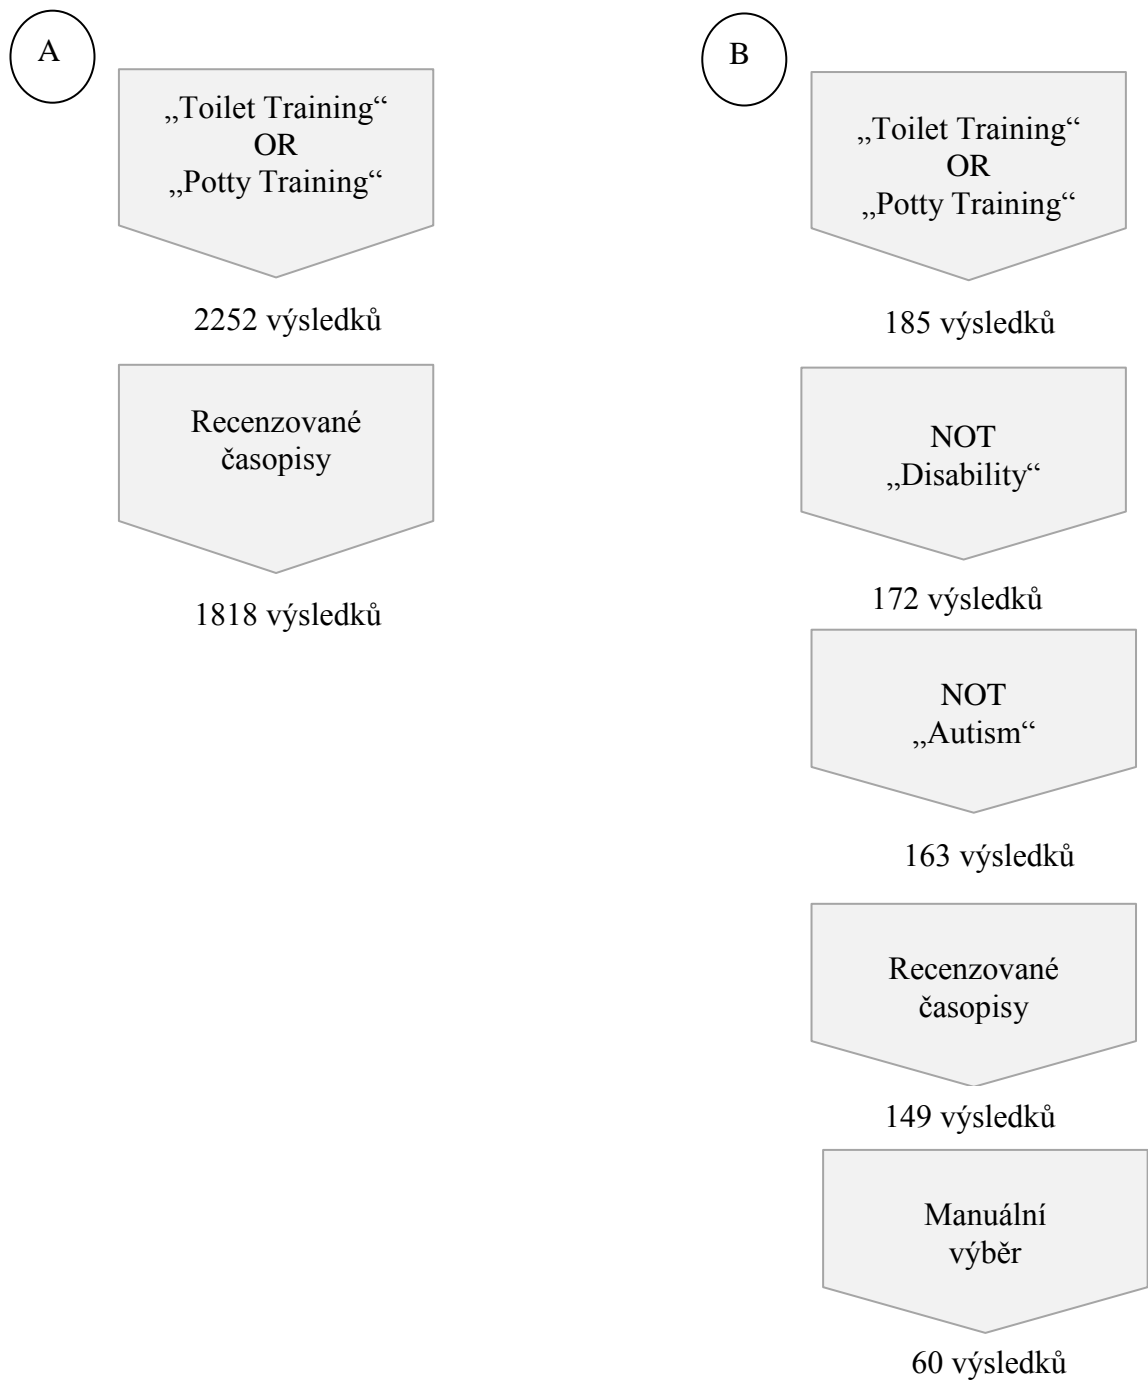 A
„Toilet Training“
OR
„Potty Training“
2252 výsledků
Recenzované
časopisy
1818 výsledků
B
„Toilet Training“
OR
„Potty Training“
185 výsledků
NOT
„Disability“
172 výsledků
NOT
„Autism“
163 výsledků
Recenzované
časopisy
149 výsledků
Manuální
výběr
60 výsledků